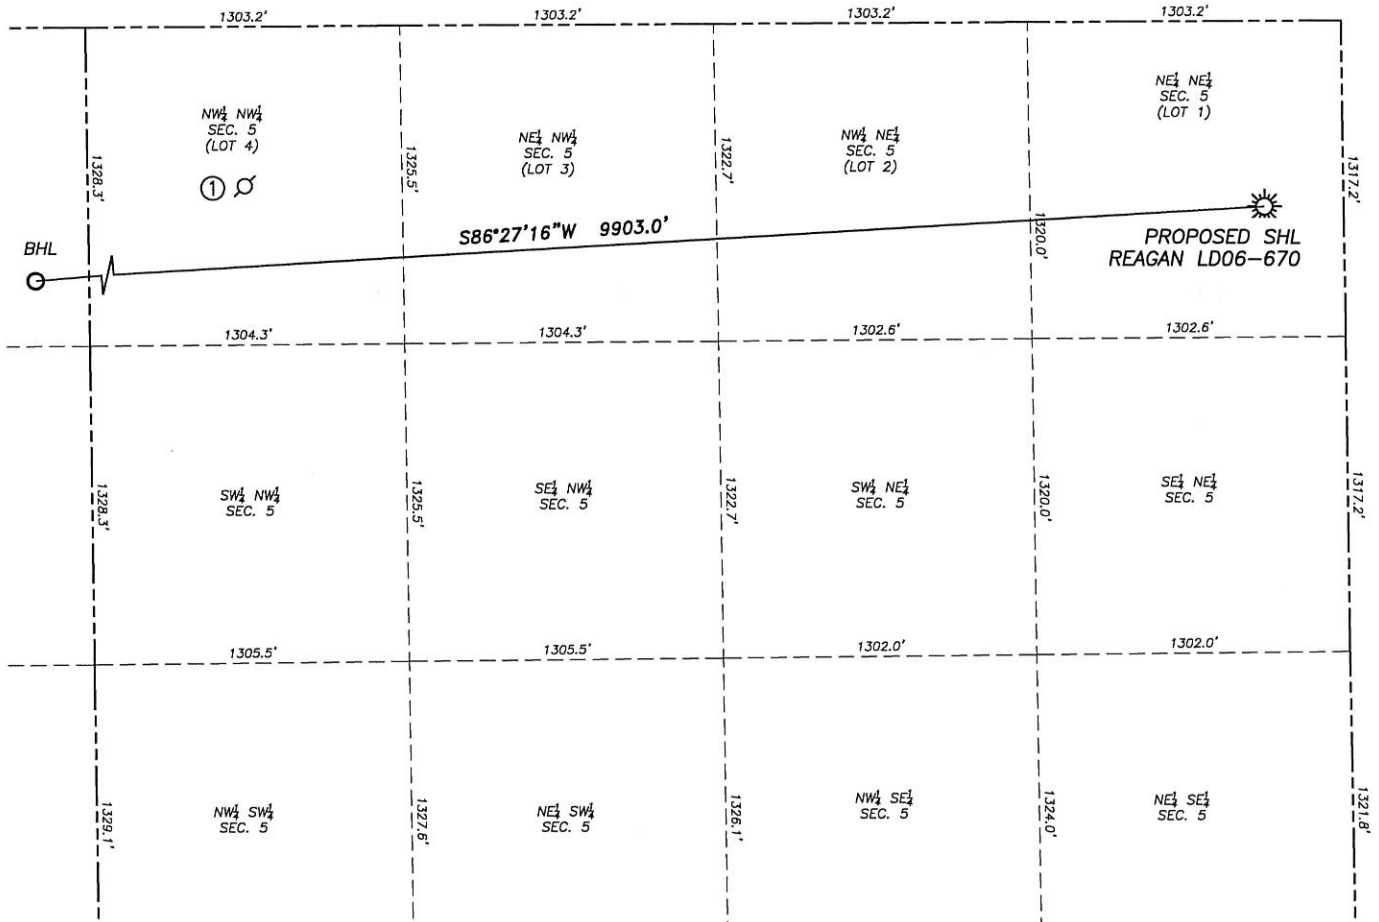 1303.2'
1303.2'
1303.2'
1303.2'
NW¼ NW¼
SEC. 5
(LOT 4)
NE¼ NW¼
SEC. 5
(LOT 3)
NW¼ NE¼
SEC. 5
(LOT 2)
NE¼ NE¼
SEC. 5
(LOT 1)
1328.3'
1325.5'
1322.7'
1320.0'
1317.2'
1
S86°27'16"W 9903.0'
BHL
PROPOSED SHL
REAGAN LD06-670
1304.3'
1304.3'
1302.6'
1302.6'
1328.3'
SW¼ NW¼
SEC. 5
1325.5'
SE¼ NW¼
SEC. 5
1322.7'
SW¼ NE¼
SEC. 5
1320.0'
SE¼ NE¼
SEC. 5
1317.2'
1305.5'
1305.5'
1302.0'
1302.0'
1329.1'
NW¼ SW¼
SEC. 5
1327.6'
NE¼ SW¼
SEC. 5
1326.1'
NW¼ SE¼
SEC. 5
1324.0'
NE¼ SE¼
SEC. 5
1321.8'